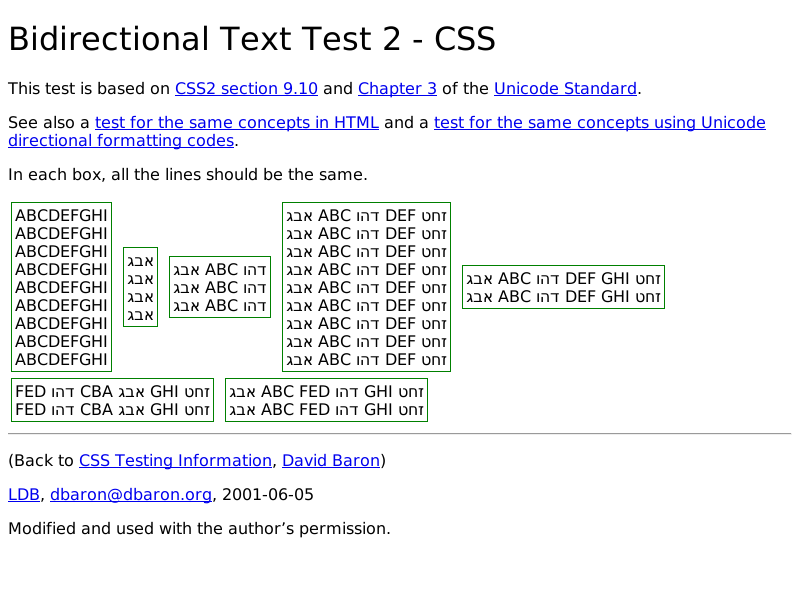 Bidirectional Text Test 2 - CSS
This test is based on CSS2 section 9.10 and Chapter 3 of the Unicode Standard.
See also a test for the same concepts in HTML and a test for the same concepts using Unicode
directional formatting codes.
In each box, all the lines should be the same.
ABCDEFGHI
ABCDEFGHI
ABCDEFGHI
ABCDEFGHI
ABCDEFGHI
ABCDEFGHI
ABCDEFGHI
ABCDEFGHI
ABCDEFGHI
אבג
אבג
אבג
אבג
אבג ABC דהו
אבג ABC דהו
אבג ABC דהו
אבג ABC דהו DEF זחט
אבג ABC דהו DEF זחט
אבג ABC דהו DEF זחט
אבג ABC דהו DEF זחט
אבג ABC דהו DEF זחט
אבג ABC דהו DEF זחט
אבג ABC דהו DEF זחט
אבג ABC דהו DEF זחט
אבג ABC דהו DEF זחט
אבג ABC דהו DEF GHI זחט
אבג ABC דהו DEF GHI זחט
FED דהו CBA אבג GHI זחט
FED דהו CBA אבג GHI זחט
אבג ABC FED דהו GHI זחט
אבג ABC FED דהו GHI זחט
(Back to CSS Testing Information, David Baron)
LDB, dbaron@dbaron.org, 2001-06-05
Modified and used with the author’s permission.